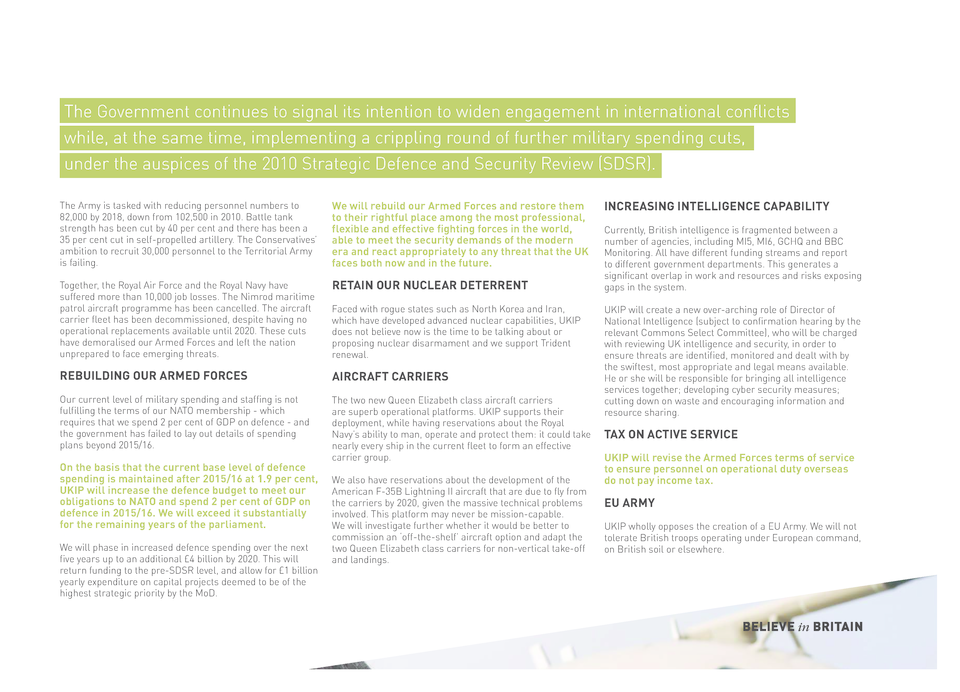 The Government continues to signal its intention to widen engagement in international conflicts
while, at the same time, implementing a crippling round of further military spending cuts,
under the auspices of the 2010 Strategic Defence and Security Review (SDSR).
The Army is tasked with reducing personnel numbers to
82,000 by 2018, down from 102,500 in 2010. Battle tank
strength has been cut by 40 per cent and there has been a
35 per cent cut in self-propelled artillery. The Conservatives'
ambition to recruit 30,000 personnel to the Territorial Army
is failing.
Together, the Royal Air Force and the Royal Navy have
suffered more than 10,000 job losses. The Nimrod maritime
patrol aircraft programme has been cancelled. The aircraft
carrier fleet has been decommissioned, despite having no
operational replacements available until 2020. These cuts
have demoralised our Armed Forces and left the nation
unprepared to face emerging threats.
REBUILDING OUR ARMED FORCES
Our current level of military spending and staffing is not
fulfilling the terms of our NATO membership - which
requires that we spend 2 per cent of GDP on defence - and
the government has failed to lay out details of spending
plans beyond 2015/16.
On the basis that the current base level of defence
spending is maintained after 2015/16 at 1.9 per cent,
UKIP will increase the defence budget to meet our
obligations to NATO and spend 2 per cent of GDP on
defence in 2015/16. We will exceed it substantially
for the remaining years of the parliament.
We will phase in increased defence spending over the next
five years up to an additional £4 billion by 2020. This will
return funding to the pre-SDSR level, and allow for £1 billion
yearly expenditure on capital projects deemed to be of the
highest strategic priority by the MoD.
We will rebuild our Armed Forces and restore them
to their rightful place among the most professional,
flexible and effective fighting forces in the world,
able to meet the security demands of the modern
era and react appropriately to any threat that the UK
faces both now and in the future.
RETAIN OUR NUCLEAR DETERRENT
Faced with rogue states such as North Korea and Iran,
which have developed advanced nuclear capabilities, UKIP
does not believe now is the time to be talking about or
proposing nuclear disarmament and we support Trident
renewal.
AIRCRAFT CARRIERS
The two new Queen Elizabeth class aircraft carriers
are superb operational platforms. UKIP supports their
deployment, while having reservations about the Royal
Navy's ability to man, operate and protect them: it could take
nearly every ship in the current fleet to form an effective
carrier group.
We also have reservations about the development of the
American F-35B Lightning II aircraft that are due to fly from
the carriers by 2020, given the massive technical problems
involved. This platform may never be mission-capable.
We will investigate further whether it would be better to
commission an 'off-the-shelf' aircraft option and adapt the
two Queen Elizabeth class carriers for non-vertical take-off
and landings.
INCREASING INTELLIGENCE CAPABILITY
Currently, British intelligence is fragmented between a
number of agencies, including MI5, MI6, GCHQ and BBC
Monitoring. All have different funding streams and report
to different government departments. This generates a
significant overlap in work and resources and risks exposing
gaps in the system.
UKIP will create a new over-arching role of Director of
National Intelligence (subject to confirmation hearing by the
relevant Commons Select Committee), who will be charged
with reviewing UK intelligence and security, in order to
ensure threats are identified, monitored and dealt with by
the swiftest, most appropriate and legal means available.
He or she will be responsible for bringing all intelligence
services together; developing cyber security measures;
cutting down on waste and encouraging information and
resource sharing.
TAX ON ACTIVE SERVICE
UKIP will revise the Armed Forces terms of service
to ensure personnel on operational duty overseas
do not pay income tax.
EU ARMY
UKIP wholly opposes the creation of a EU Army. We will not
tolerate British troops operating under European command,
on British soil or elsewhere.
BELIEVE in BRITAIN